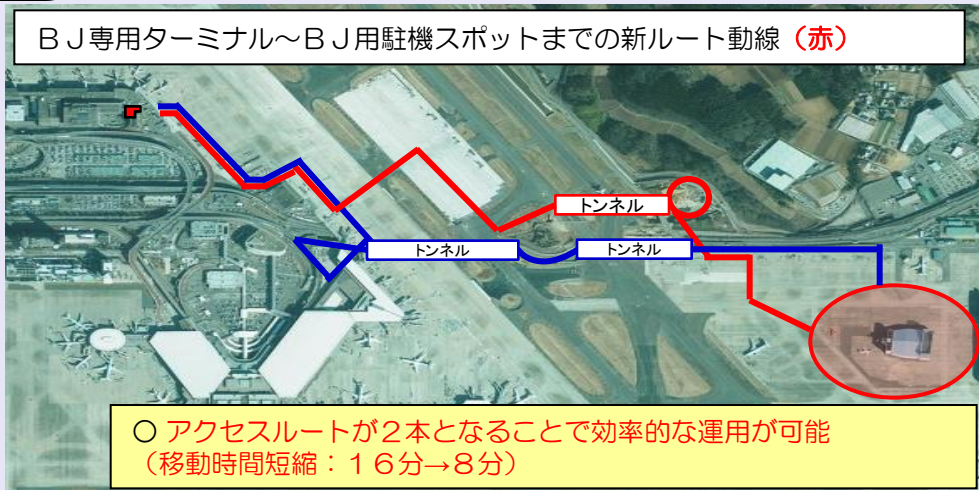 ＢＪ専用ターミナル～ＢＪ用駐機スポットまでの新ルート動線（赤）
トンネル
トンネル
トンネル
○ アクセスルートが２本となることで効率的な運用が可能
（移動時間短縮：１６分→８分）